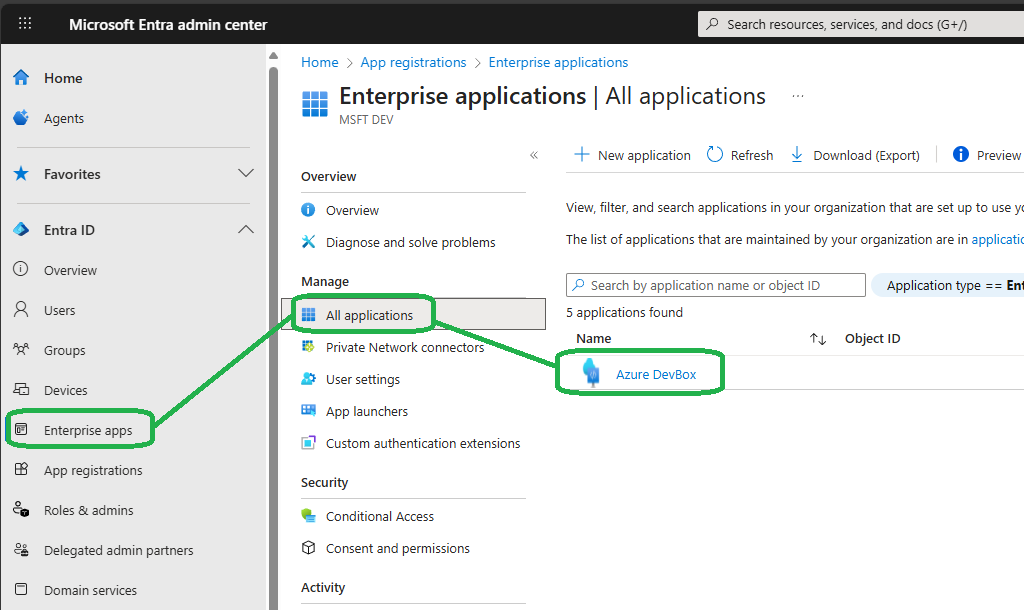 Microsoft Entra admin center
Search resources, services, and docs (G+/)
Home
Agents
Favorites
Entra ID
Overview
Users
Groups
Devices
Enterprise apps
App registrations
Roles & admins
Delegated admin partners
Domain services
Home > App registrations > Enterprise applications
Enterprise applications | All applications ...
MSFT DEV
Overview
Overview
Diagnose and solve problems
Manage
All applications
Private Network connectors
User settings
App launchers
Custom authentication extensions
Security
Conditional Access
Consent and permissions
Activity
New application Refresh Download (Export) Preview
View, filter, and search applications in your organization that are set up to use
The list of applications that are maintained by your organization are in
Search by application name or object ID Application type ==
5 applications found
Name Object ID
Azure DevBox